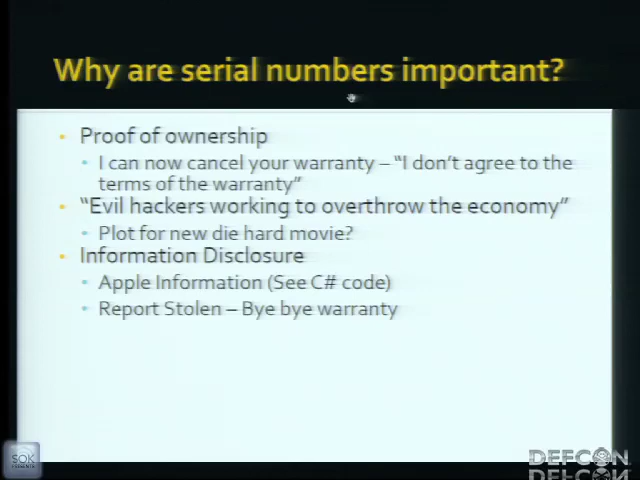 Why are serial numbers important?
Proof of ownership
I can now cancel your warranty – “I don’t agree to the
terms of the warranty”
“Evil hackers working to overthrow the economy”
Plot for new die hard movie?
Information Disclosure
Apple Information (See C# code)
Report Stolen – Bye bye warranty
SOK
DEFCON
DEFCON